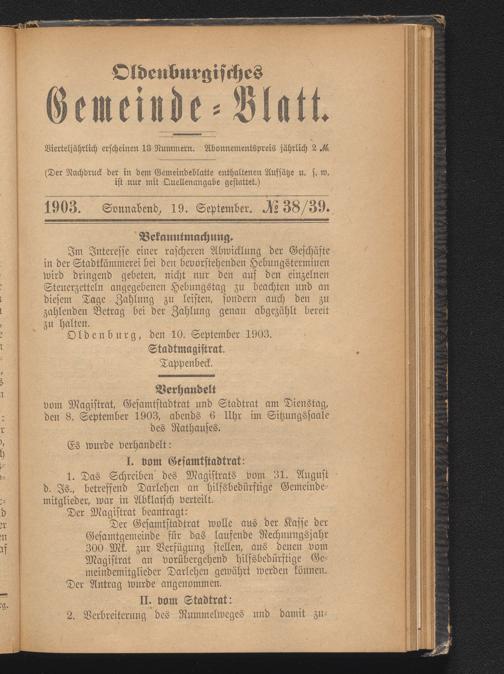 Oldenburgisches
Gemeinde-Blatt.
Vierteljährlich erscheinen 13 Nummern. Abonnementspreis jährlich 2 ℳ
(Der Nachdruck der in dem Gemeindeblatte enthaltenen Aufsätze u. s. w.
ist nur mit Quellenangabe gestattet.)
1903. Sonnabend, 19. September. № 38/39.
Bekanntmachung.
Im Interesse einer rascheren Abwicklung der Geschäfte
in der Stadtkämmerei bei den bevorstehenden Hebungsterminen
wird dringend gebeten, nicht nur den auf den einzelnen
Steuerzetteln angegebenen Hebungstag zu beachten und an
diesem Tage Zahlung zu leisten, sondern auch den zu
zahlenden Betrag bei der Zahlung genau abgezählt bereit
zu halten.
Oldenburg, den 10. September 1903.
Stadtmagistrat.
Tappenbeck.
Verhandelt
vom Magistrat, Gesamtstadtrat und Stadtrat am Dienstag,
den 8. September 1903, abends 6 Uhr im Sitzungssaale
des Rathauses.
Es wurde verhandelt:
I. vom Gesamtstadtrat:
1. Das Schreiben des Magistrats vom 31. August
d. Js., betreffend Darlehen an hilfsbedürftige Gemeinde-
mitglieder, war in Abklatsch verteilt.
Der Magistrat beantragt:
Der Gesamtstadtrat wolle aus der Kasse der
Gesamtgemeinde für das laufende Rechnungsjahr
300 Mk. zur Verfügung stellen, aus denen vom
Magistrat an vorübergehend hilfsbedürftige Ge-
meindemitglieder Darlehen gewährt werden können.
Der Antrag wurde angenommen.
II. vom Stadtrat:
2. Verbreiterung des Rummelweges und damit zu-